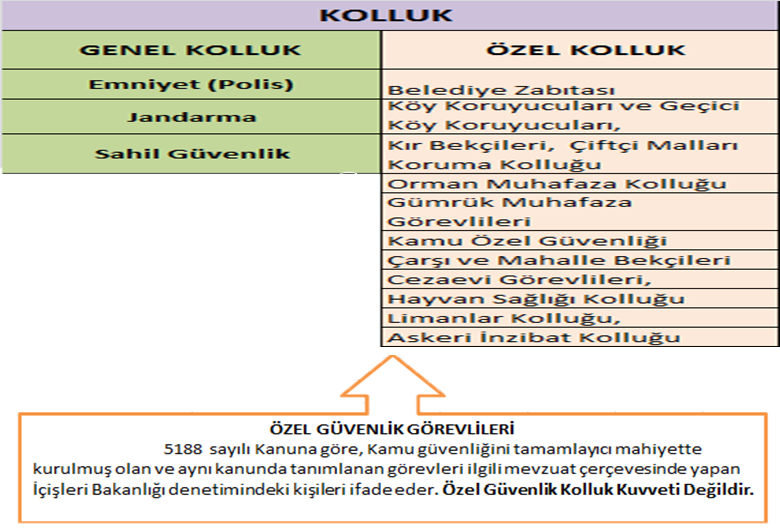 KOLLUK
GENEL KOLLUK
ÖZEL KOLLUK
Emniyet (Polis)
Belediye Zabıtası
Jandarma
Köy Koruyucuları ve Geçici
Köy Koruyucuları,
Sahil Güvenlik
Kır Bekçileri, Çiftçi Malları
Koruma Kolluğu
Orman Muhafaza Kolluğu
Gümrük Muhafaza
Görevlileri
Kamu Özel Güvenliği
Çarşı ve Mahalle Bekçileri
Cezaevi Görevlileri,
Hayvan Sağlığı Kolluğu
Limanlar Kolluğu,
Askeri İnzibat Kolluğu
ÖZEL GÜVENLİK GÖREVLİLERİ
5188 sayılı Kanuna göre, Kamu güvenliğini tamamlayıcı mahiyette
kurulmuş olan ve aynı kanunda tanımlanan görevleri ilgili mevzuat çerçevesinde yapan
İçişleri Bakanlığı denetimindeki kişileri ifade eder. Özel Güvenlik Kolluk Kuvveti Değildir.